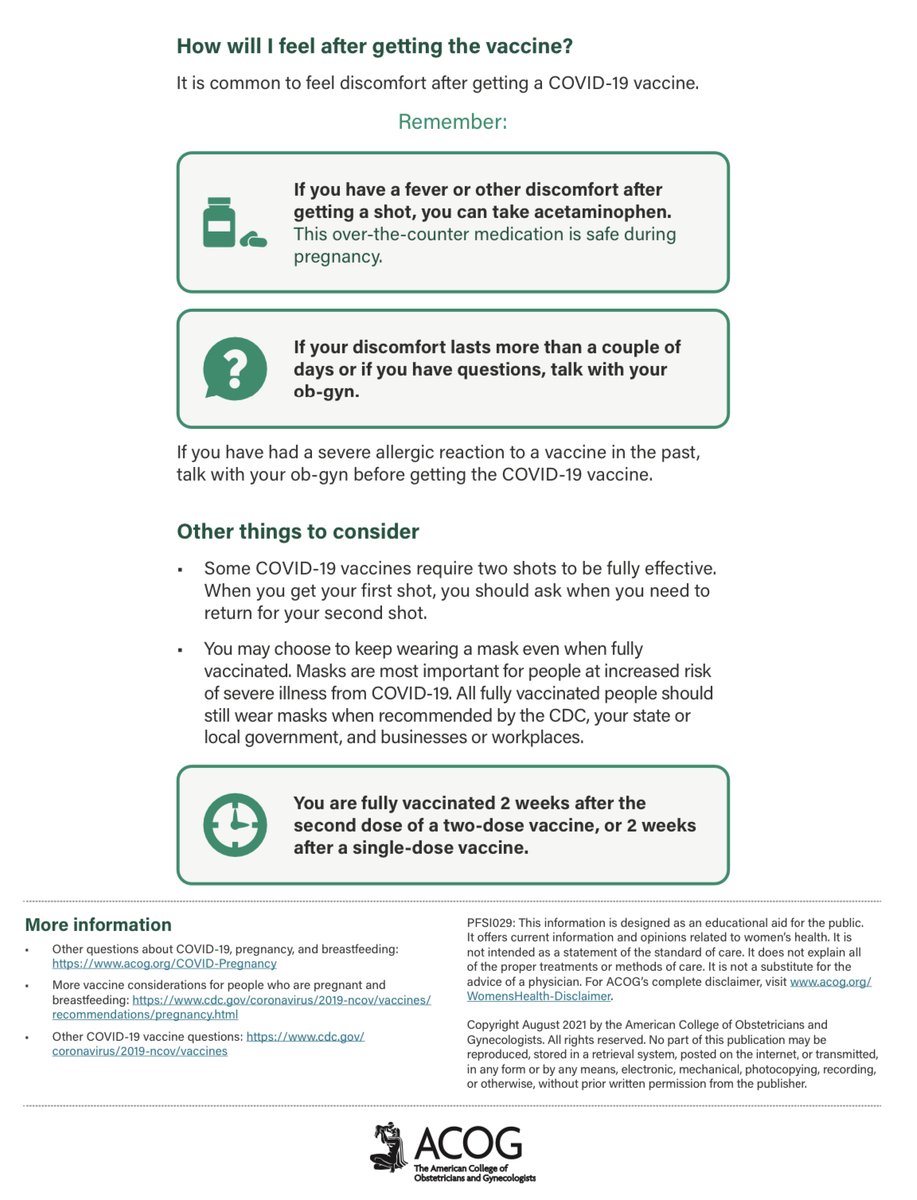 How will I feel after getting the vaccine?
It is common to feel discomfort after getting a COVID-19 vaccine.
Remember:
If you have a fever or other discomfort after
getting a shot, you can take acetaminophen.
This over-the-counter medication is safe during
pregnancy.
?
If your discomfort lasts more than a couple of
days or if you have questions, talk with your
ob-gyn.
If you have had a severe allergic reaction to a vaccine in the past,
talk with your ob-gyn before getting the COVID-19 vaccine.
Other things to consider
▪ Some COVID-19 vaccines require two shots to be fully effective.
When you get your first shot, you should ask when you need to
return for your second shot.
▪ You may choose to keep wearing a mask even when fully
vaccinated. Masks are most important for people at increased risk
of severe illness from COVID-19. All fully vaccinated people should
still wear masks when recommended by the CDC, your state or
local government, and businesses or workplaces.
You are fully vaccinated 2 weeks after the
second dose of a two-dose vaccine, or 2 weeks
after a single-dose vaccine.
More information
• Other questions about COVID-19, pregnancy, and breastfeeding:
https://www.acog.org/COVID-Pregnancy
• More vaccine considerations for people who are pregnant and
breastfeeding: https://www.cdc.gov/coronavirus/2019-ncov/vaccines/
recommendations/pregnancy.html
• Other COVID-19 vaccine questions: https://www.cdc.gov/
coronavirus/2019-ncov/vaccines
PFSI029: This information is designed as an educational aid for the public.
It offers current information and opinions related to women's health. It is
not intended as a statement of the standard of care. It does not explain all
of the proper treatments or methods of care. It is not a substitute for the
advice of a physician. For ACOG's complete disclaimer, visit www.acog.org/
WomensHealth-Disclaimer.
Copyright August 2021 by the American College of Obstetricians and
Gynecologists. All rights reserved. No part of this publication may be
reproduced, stored in a retrieval system, posted on the internet, or transmitted,
in any form or by any means, electronic, mechanical, photocopying, recording,
or otherwise, without prior written permission from the publisher.
ACOG
The American College of
Obstetricians and Gynecologists